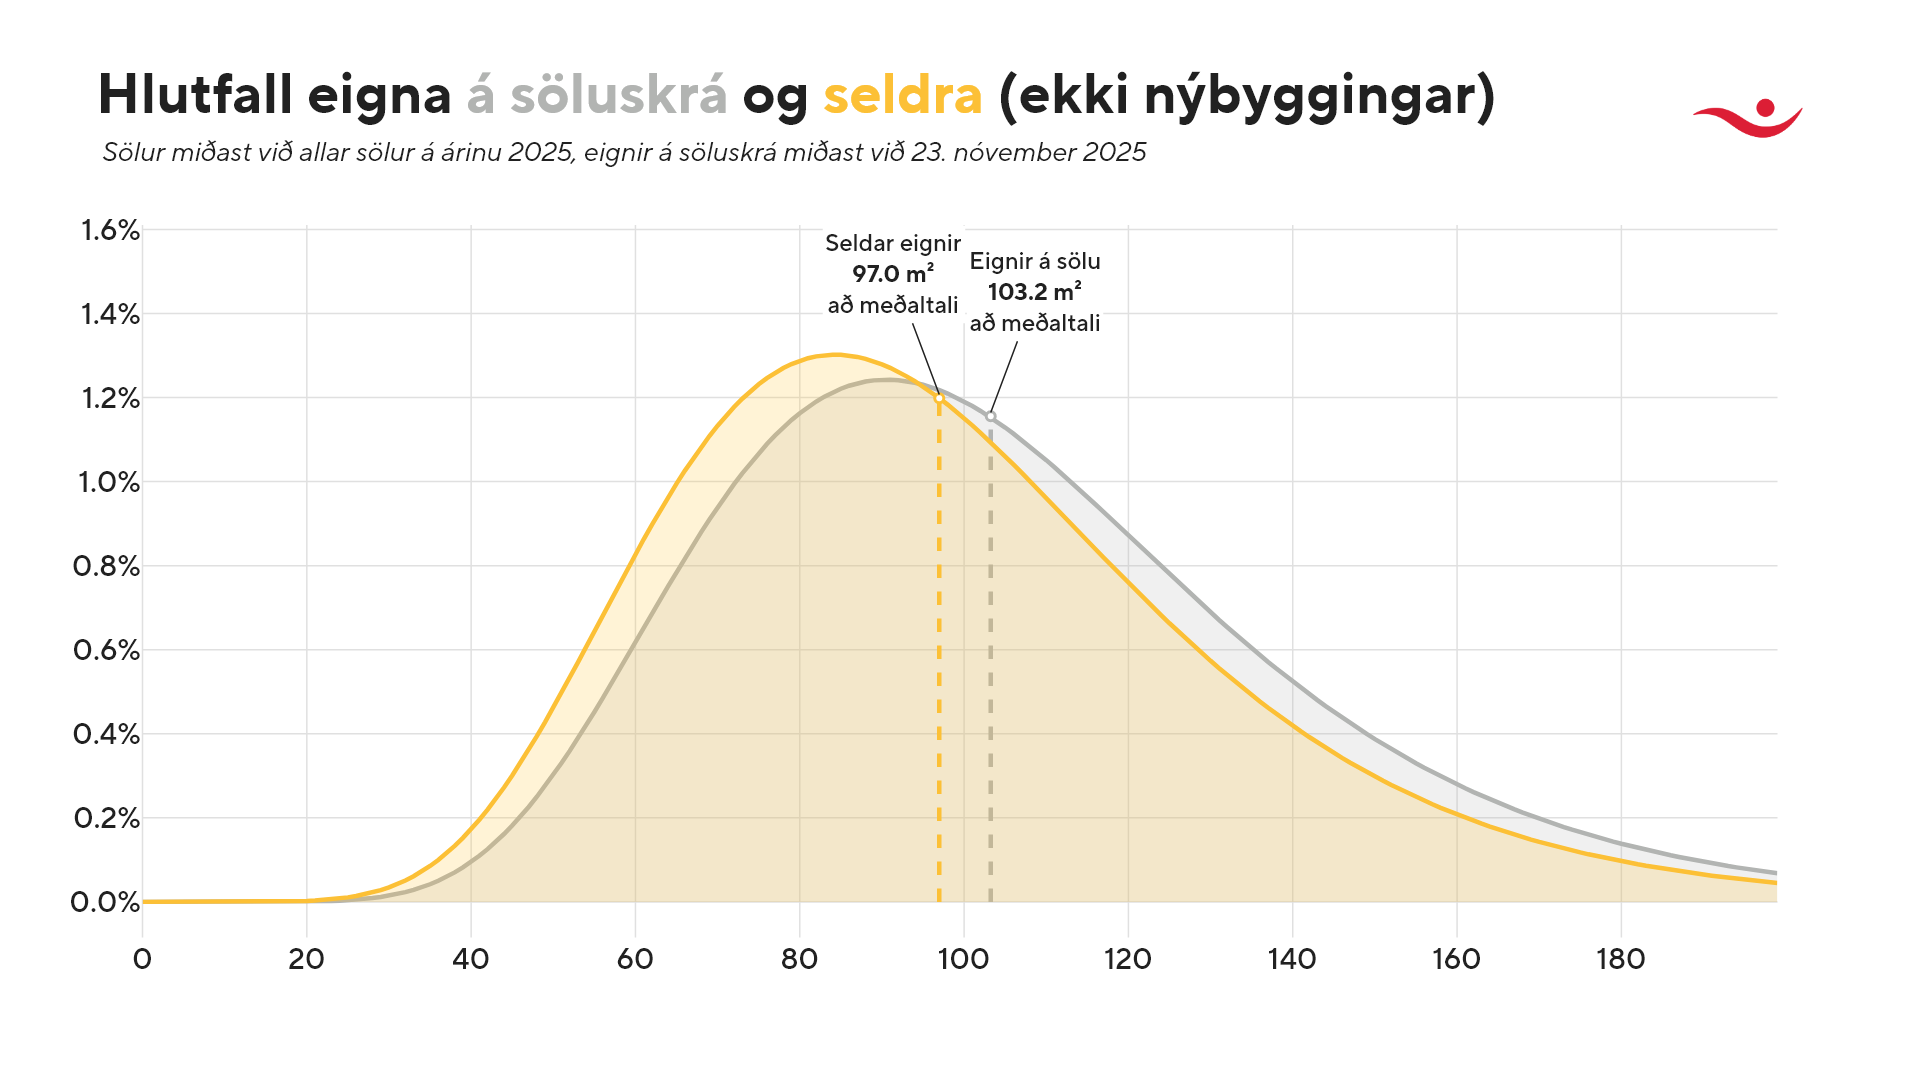 Hlutfall eigna á söluskrá og seldra (ekki nýbyggingar)
Sölur miðast við allar sölur á árinu 2025, eignir á söluskrá miðast við 23. nóvember 2025
1.6%
1.4%
1.2%
1.0%
0.8%
0.6%
0.4%
0.2%
0.0%
Seldar eignir
97.0 m²
að meðaltali
Eignir á sölu
103.2 m²
að meðaltali
0 20 40 60 80 100 120 140 160 180